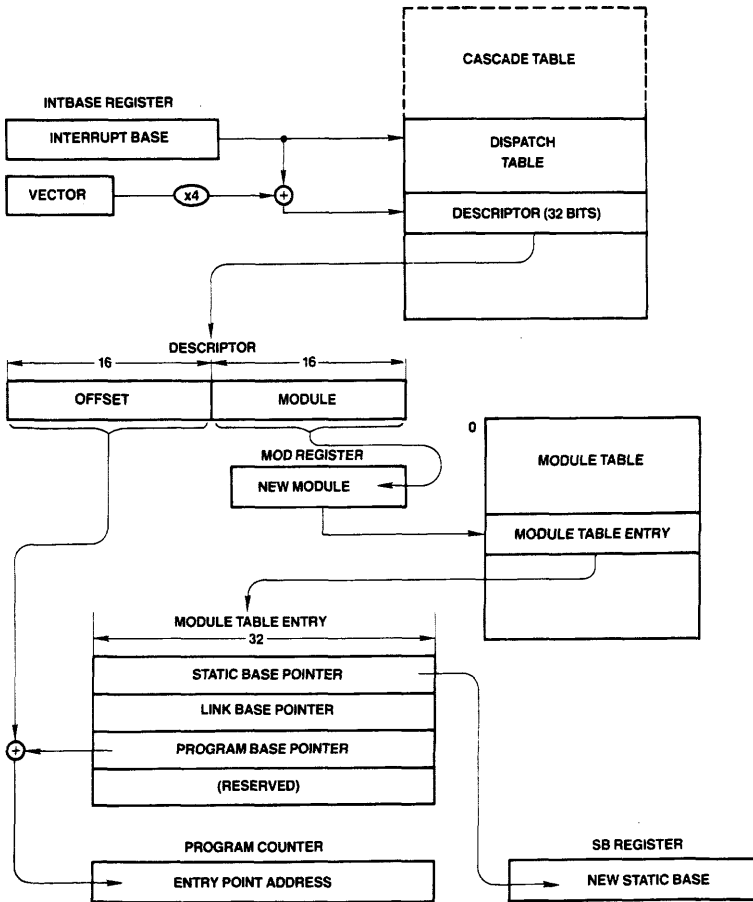 CASCADE TABLE
INTBASE REGISTER
INTERRUPT BASE
DISPATCH
TABLE
VECTOR
x4
+
DESCRIPTOR (32 BITS)
DESCRIPTOR
16
16
OFFSET
MODULE
MOD REGISTER
NEW MODULE
0
MODULE TABLE
MODULE TABLE ENTRY
MODULE TABLE ENTRY
32
STATIC BASE POINTER
LINK BASE POINTER
+
PROGRAM BASE POINTER
(RESERVED)
PROGRAM COUNTER
ENTRY POINT ADDRESS
SB REGISTER
NEW STATIC BASE